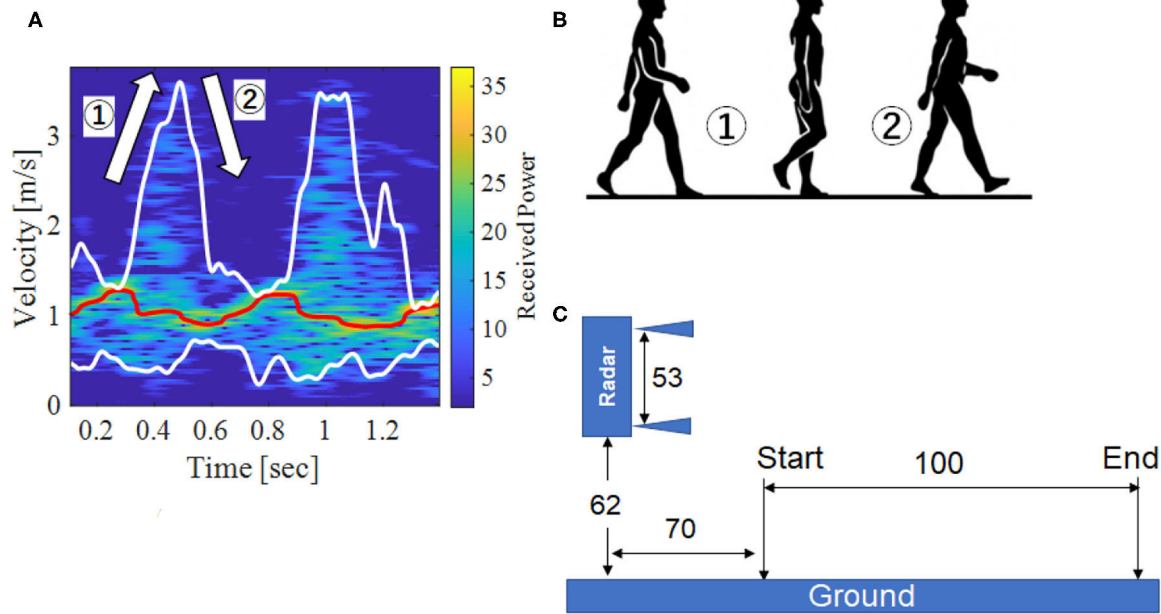 A
B
①
②
3
2
1
0
Velocity [m/s]
0.2 0.4 0.6 0.8 1 1.2
Time [sec]
35
30
25
20
15
10
5
Received Power
① ②
C
Radar
53
62
70
Start
100
End
Ground